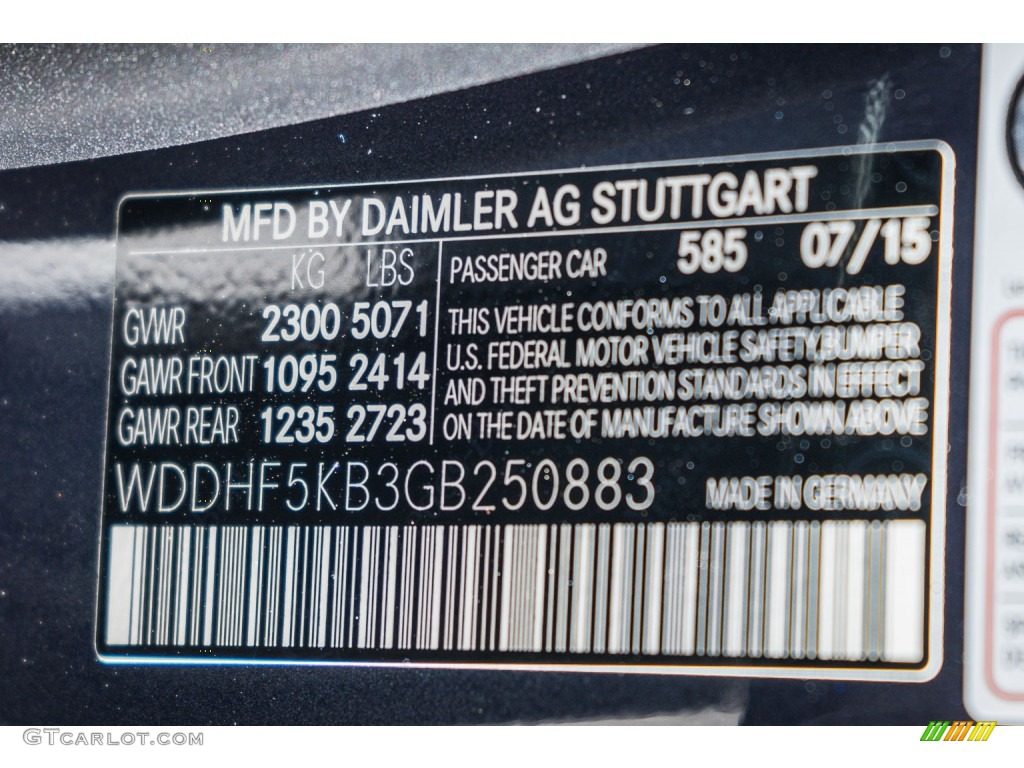 MFD BY DAIMLER AG STUTTGART
KG LBS
GVWR 2300 5071
GAWR FRONT 1095 2414
GAWR REAR 1235 2723
PASSENGER CAR 585 07/15
THIS VEHICLE CONFORMS TO ALL APPLICABLE
U.S. FEDERAL MOTOR VEHICLE SAFETY,BUMPER
AND THEFT PREVENTION STANDARDS IN EFFECT
ON THE DATE OF MANUFACTURE SHOWN ABOVE
WDDHF5KB3GB250883 MADE IN GERMANY
GTCARLOT.COM